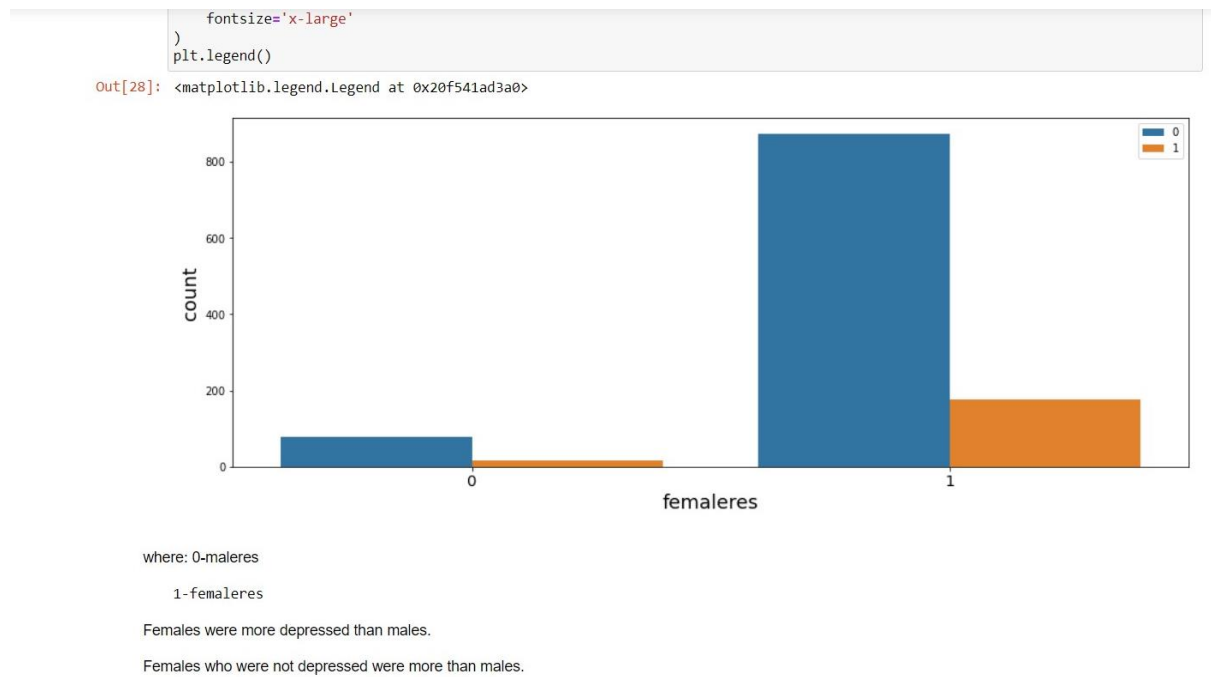 fontsize='x-large'
)
plt.legend()
Out[28]: <matplotlib.legend.Legend at 0x20f541ad3a0>
0
1
800
600
400
200
0
count
0 1
femaleres
where: 0-maleres
1-femaleres
Females were more depressed than males.
Females who were not depressed were more than males.